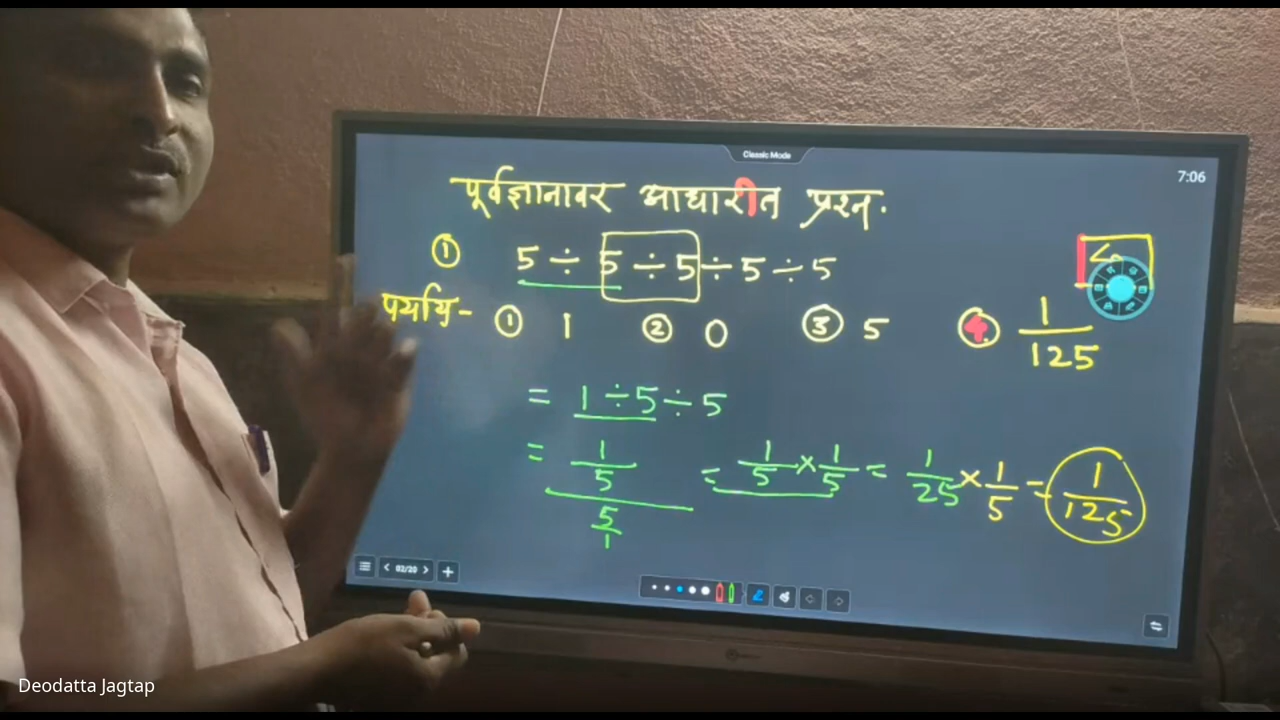 Classic Mode
7:06
पूर्वज्ञानावर आधारीत प्रश्न.
① 5 ÷ 5 ÷ 5 ÷ 5 ÷ 5
पर्याय - ① 1 ② 0 ③ 5 ④ 1/125
= 1 ÷ 5 ÷ 5
= (1/5)/(5/1) = 1/5 × 1/5 = 1/25 × 1/5 = 1/125
02/20
Deodatta Jagtap